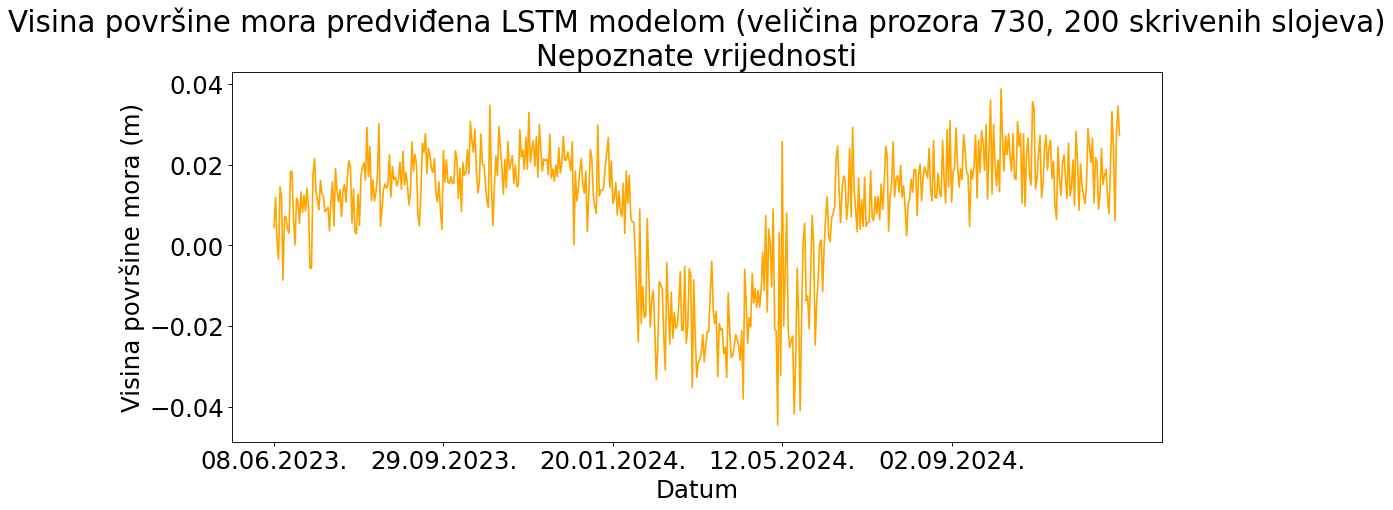 Visina površine mora predviđena LSTM modelom (veličina prozora 730, 200 skrivenih slojeva)
Nepoznate vrijednosti
Visina površine mora (m)
0.04
0.02
0.00
−0.02
−0.04
08.06.2023. 29.09.2023. 20.01.2024. 12.05.2024. 02.09.2024.
Datum